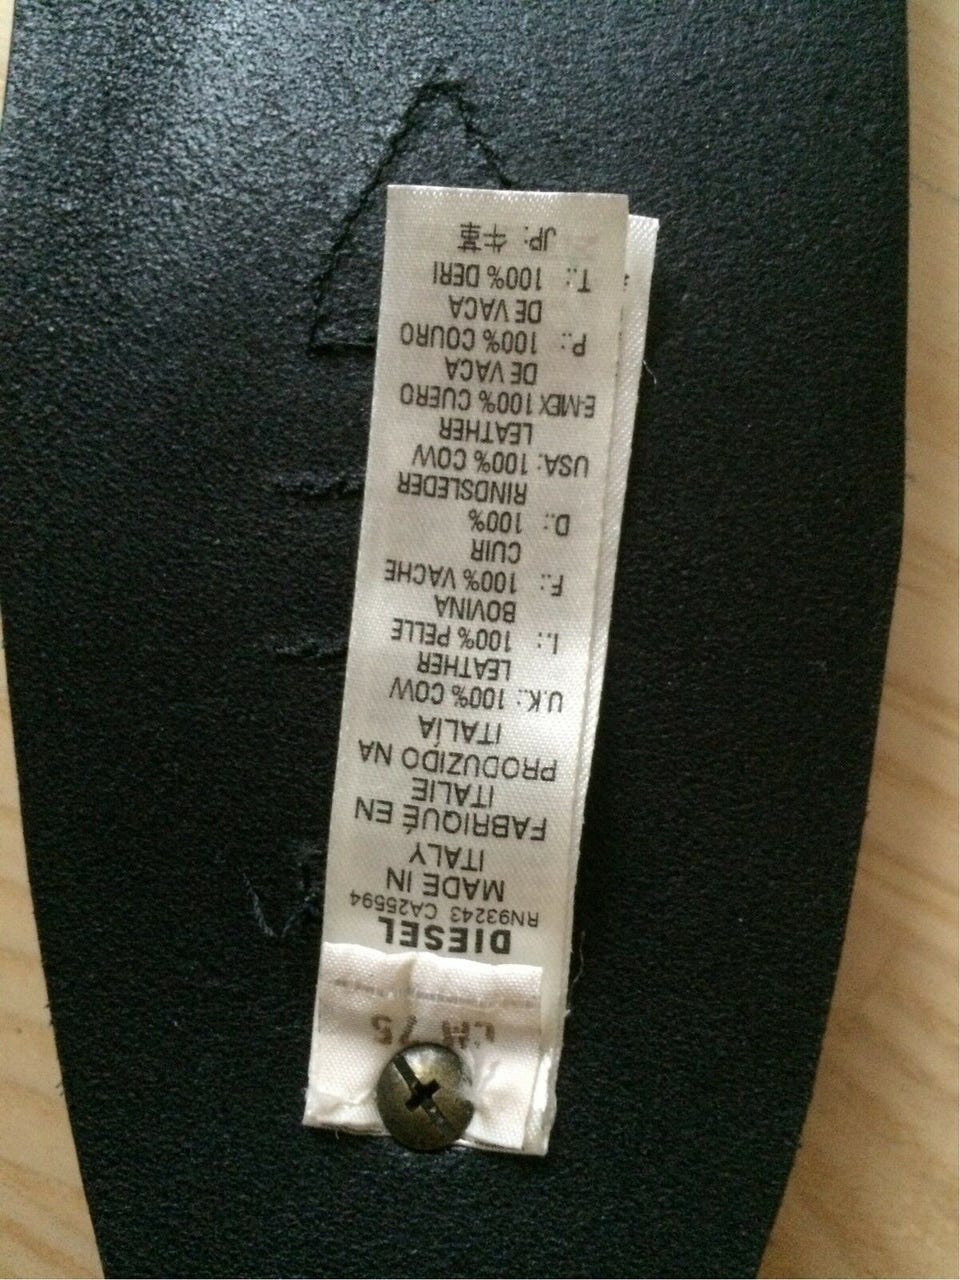 DIESEL
RN93243 CA25594
MADE IN
ITALY
FABRIQUÉ EN
ITALIE
PRODUZIDO NA
ITALÍA
U.K.: 100% COW
LEATHER
I.: 100% PELLE
BOVINA
F.: 100% VACHE
CUIR
D.: 100%
RINDSLEDER
USA: 100% COW
LEATHER
E-MEX 100% CUERO
DE VACA
P.: 100% COURO
DE VACA
T.: 100% DERI
JP: 牛革